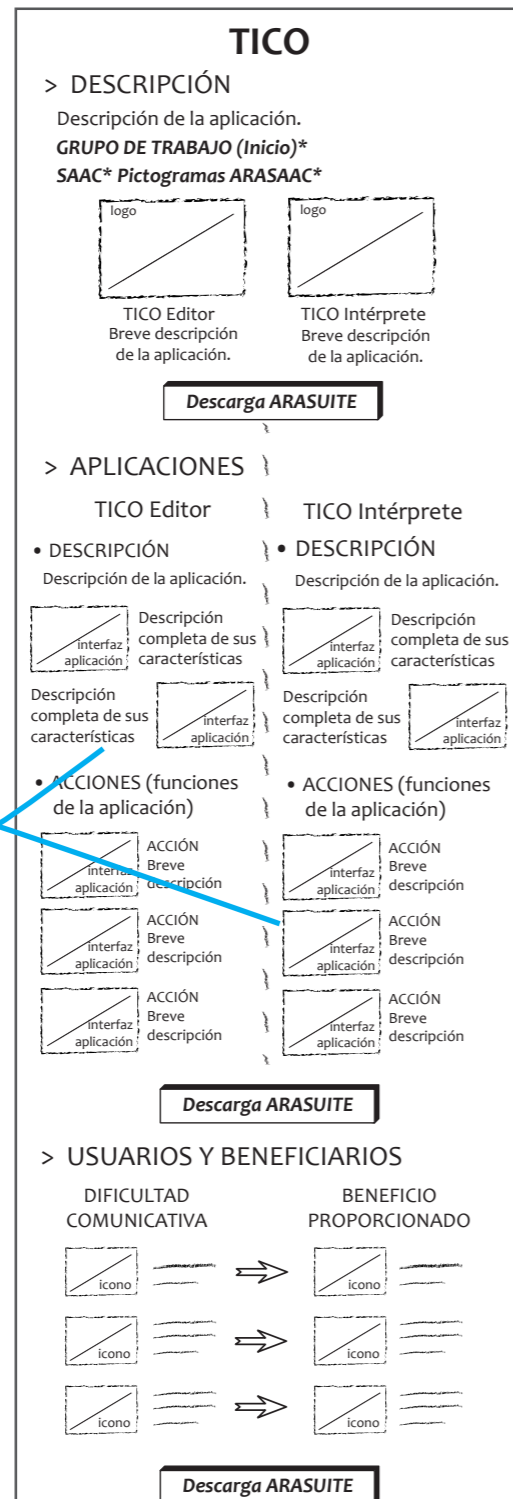 TICO
> DESCRIPCIÓN
Descripción de la aplicación.
GRUPO DE TRABAJO (Inicio)*
SAAC* Pictogramas ARASAAC*
logo
TICO Editor
Breve descripción
de la aplicación.
logo
TICO Intérprete
Breve descripción
de la aplicación.
Descarga ARASUITE
> APLICACIONES
TICO Editor
• DESCRIPCIÓN
Descripción de la aplicación.
interfaz
aplicación
Descripción
completa de sus
características
Descripción
completa de sus
características
interfaz
aplicación
• ACCIONES (funciones
de la aplicación)
interfaz
aplicación
ACCIÓN
Breve
descripción
interfaz
aplicación
ACCIÓN
Breve
descripción
interfaz
aplicación
ACCIÓN
Breve
descripción
TICO Intérprete
• DESCRIPCIÓN
Descripción de la aplicación.
interfaz
aplicación
Descripción
completa de sus
características
Descripción
completa de sus
características
interfaz
aplicación
• ACCIONES (funciones
de la aplicación)
interfaz
aplicación
ACCIÓN
Breve
descripción
interfaz
aplicación
ACCIÓN
Breve
descripción
interfaz
aplicación
ACCIÓN
Breve
descripción
Descarga ARASUITE
> USUARIOS Y BENEFICIARIOS
DIFICULTAD
COMUNICATIVA
BENEFICIO
PROPORCIONADO
icono
icono
icono
icono
icono
icono
Descarga ARASUITE